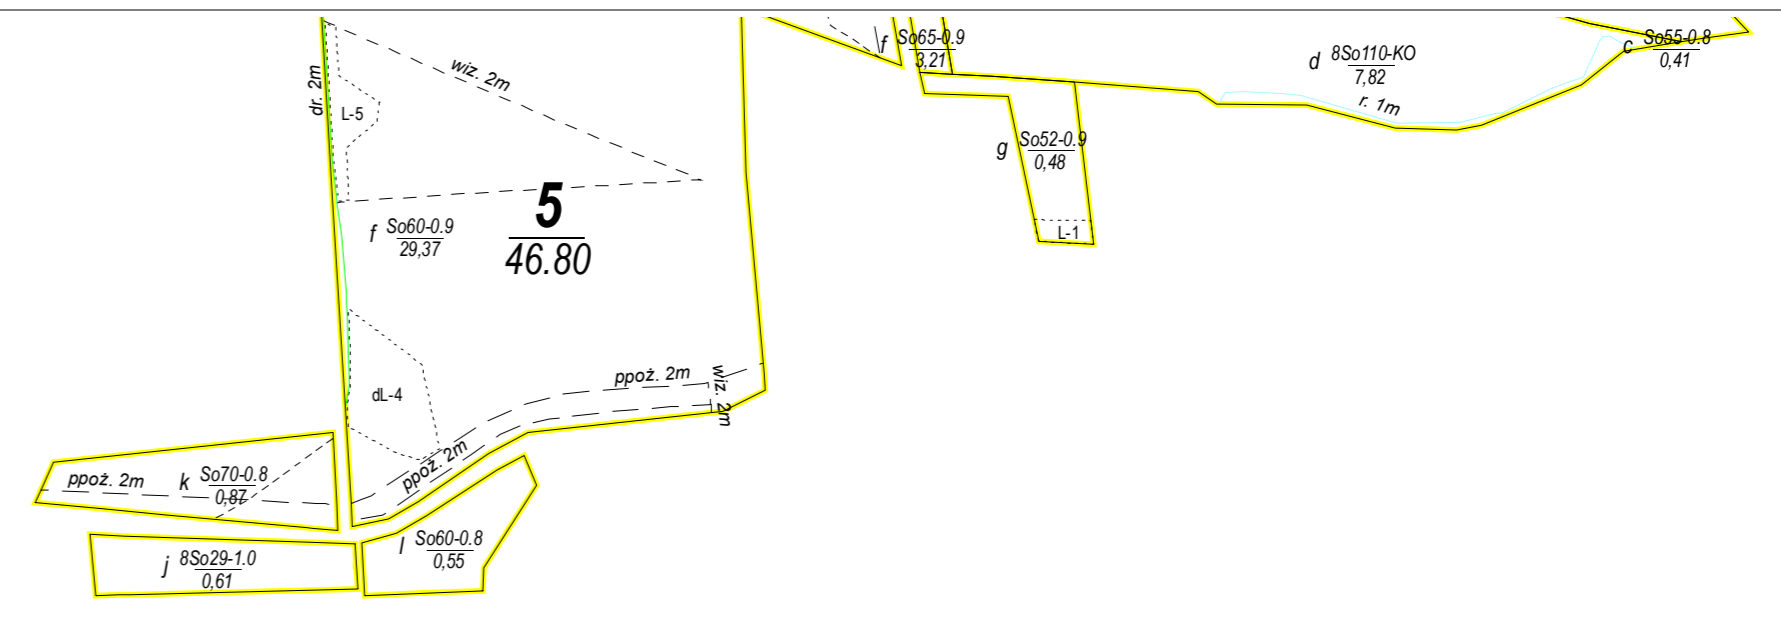 f So65-0.9
3,21
d 8So110-KO
7,82
c So55-0.8
0,41
r. 1m
wiz. 2m
dr. 2m
L-5
g So52-0.9
0,48
L-1
5
46.80
f So60-0.9
29,37
dL-4
ppoż. 2m
wiz. 2m
ppoż. 2m
ppoż. 2m
k So70-0.8
0,87
j 8So29-1.0
0,61
l So60-0.8
0,55